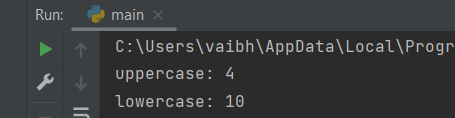 Run: main
C:\Users\vaibh\AppData\Local\Progr
uppercase: 4
lowercase: 10